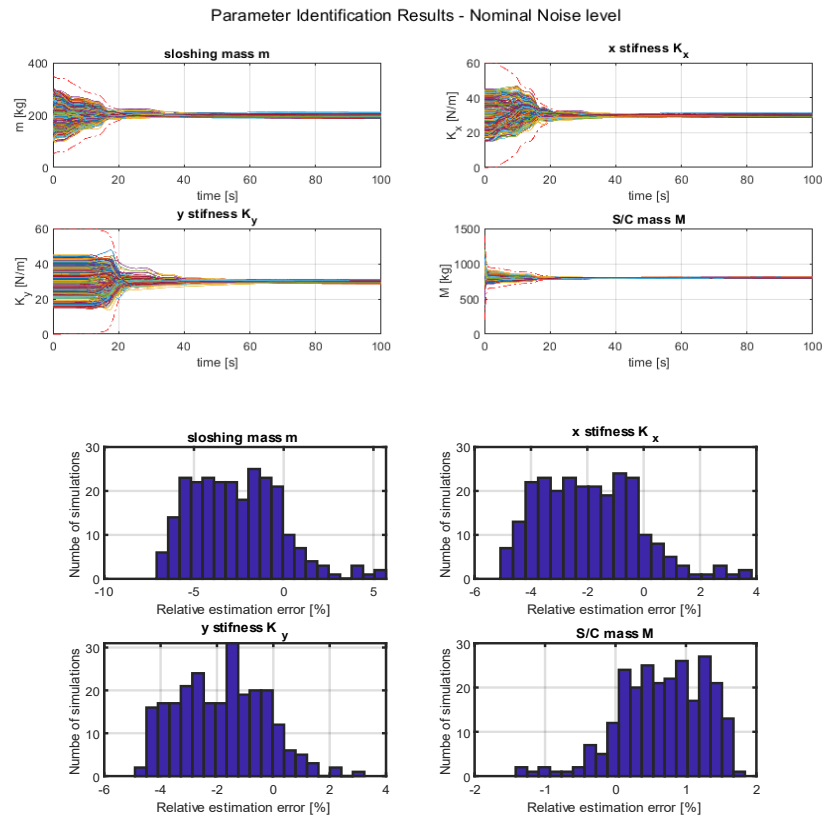 Parameter Identification Results - Nominal Noise level
sloshing mass m
400
200
0
m [kg]
0 20 40 60 80 100
time [s]
x stifness Kx
60
40
20
0
Kx [N/m]
0 20 40 60 80 100
time [s]
y stifness Ky
60
40
20
0
Ky [N/m]
0 20 40 60 80 100
time [s]
S/C mass M
1500
1000
500
0
M [kg]
0 20 40 60 80 100
time [s]
sloshing mass m
30
20
10
0
Numbe of simulations
-10 -5 0 5
Relative estimation error [%]
x stifness K x
30
20
10
0
Numbe of simulations
-6 -4 -2 0 2 4
Relative estimation error [%]
y stifness K y
30
20
10
0
Numbe of simulations
-6 -4 -2 0 2 4
Relative estimation error [%]
S/C mass M
30
20
10
0
Numbe of simulations
-2 -1 0 1 2
Relative estimation error [%]